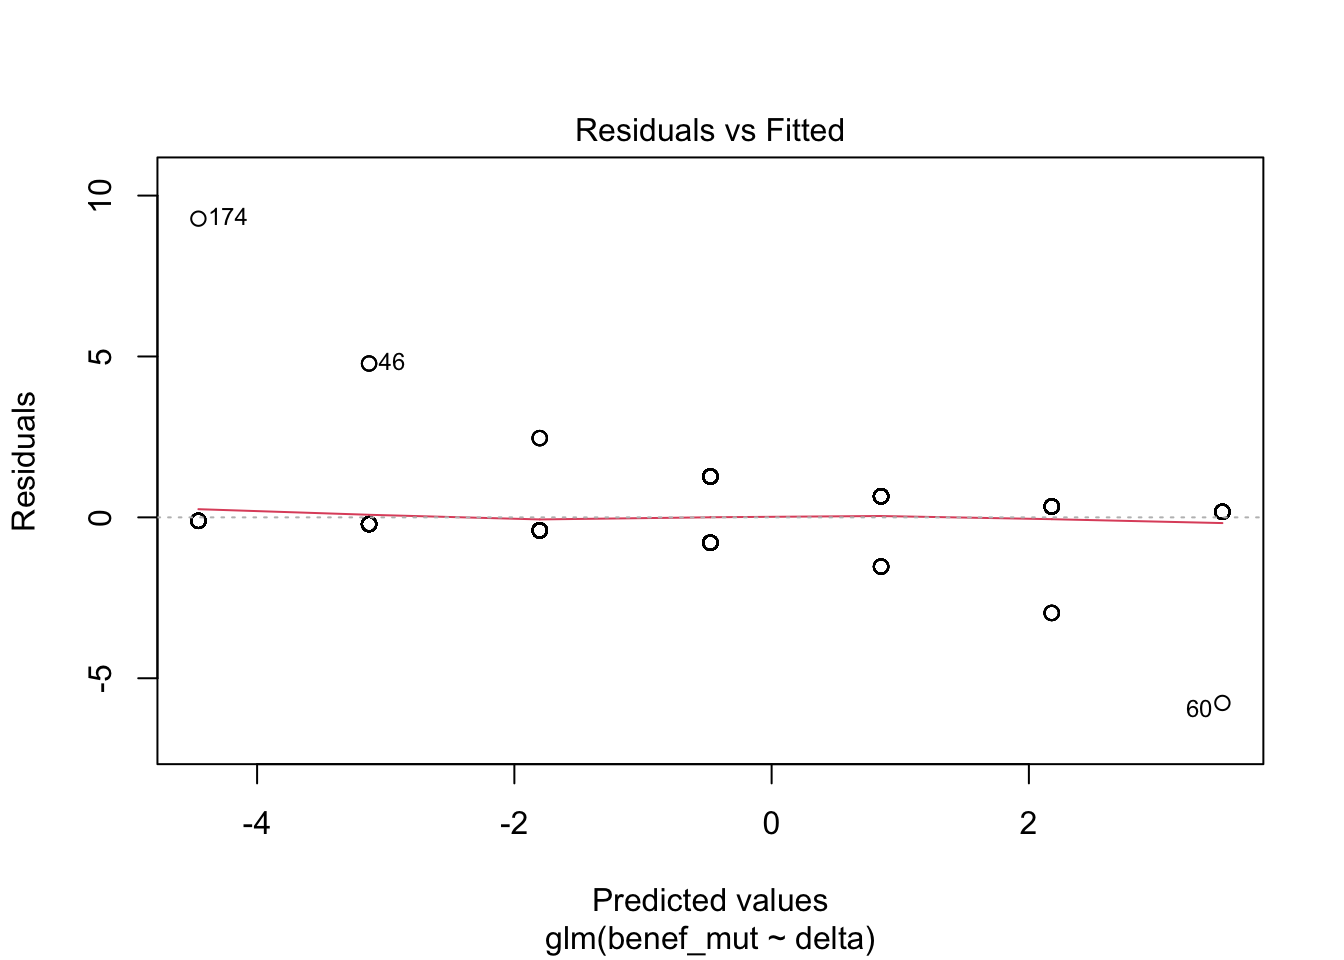 Residuals vs Fitted
Residuals
10
5
0
-5
174
46
60
-4 -2 0 2
Predicted values
glm(benef_mut ~ delta)